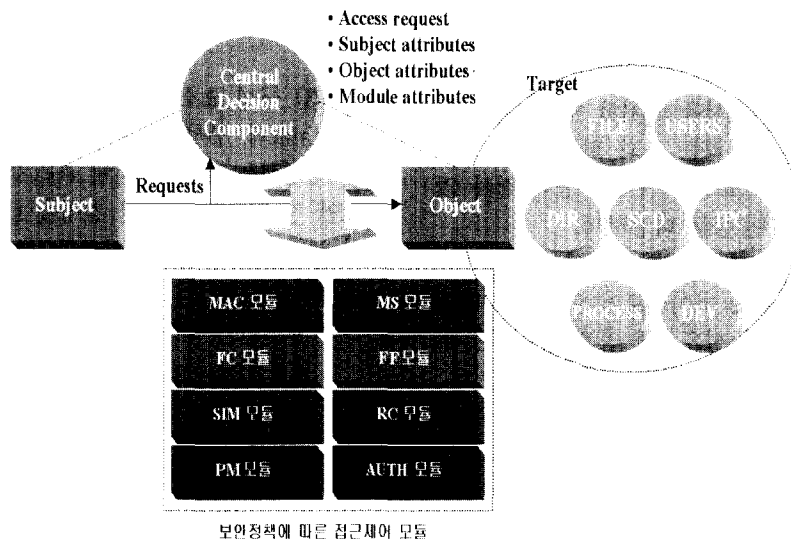 • Access request
• Subject attributes
• Object attributes
• Module attributes
Central
Decision
Component
Target
FILE
USERS
Subject
Requests
Object
DIR
SCD
IPC
PROCESS
DEV
MAC 모듈
MS 모듈
FC 모듈
FF 모듈
SIM 모듈
RC 모듈
PM 모듈
AUTH 모듈
보안정책에 따른 접근제어 모듈